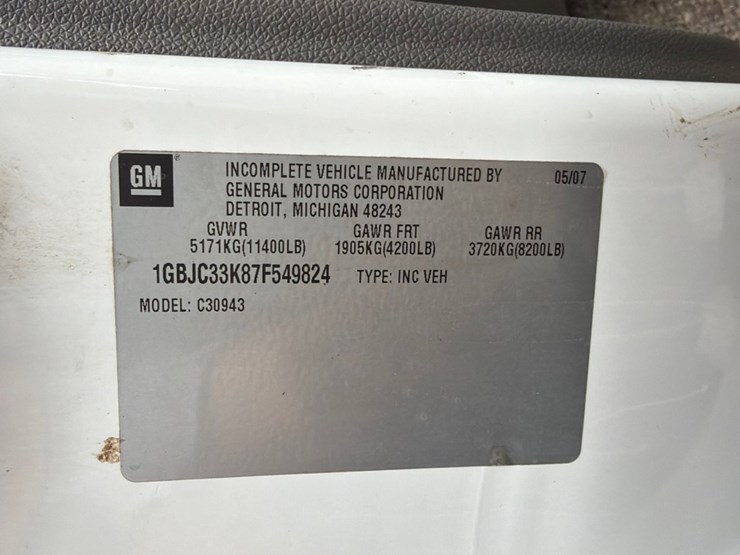 GM
INCOMPLETE VEHICLE MANUFACTURED BY 05/07
GENERAL MOTORS CORPORATION
DETROIT, MICHIGAN 48243
GVWR GAWR FRT GAWR RR
5171KG(11400LB) 1905KG(4200LB) 3720KG(8200LB)
1GBJC33K87F549824 TYPE: INC VEH
MODEL: C30943